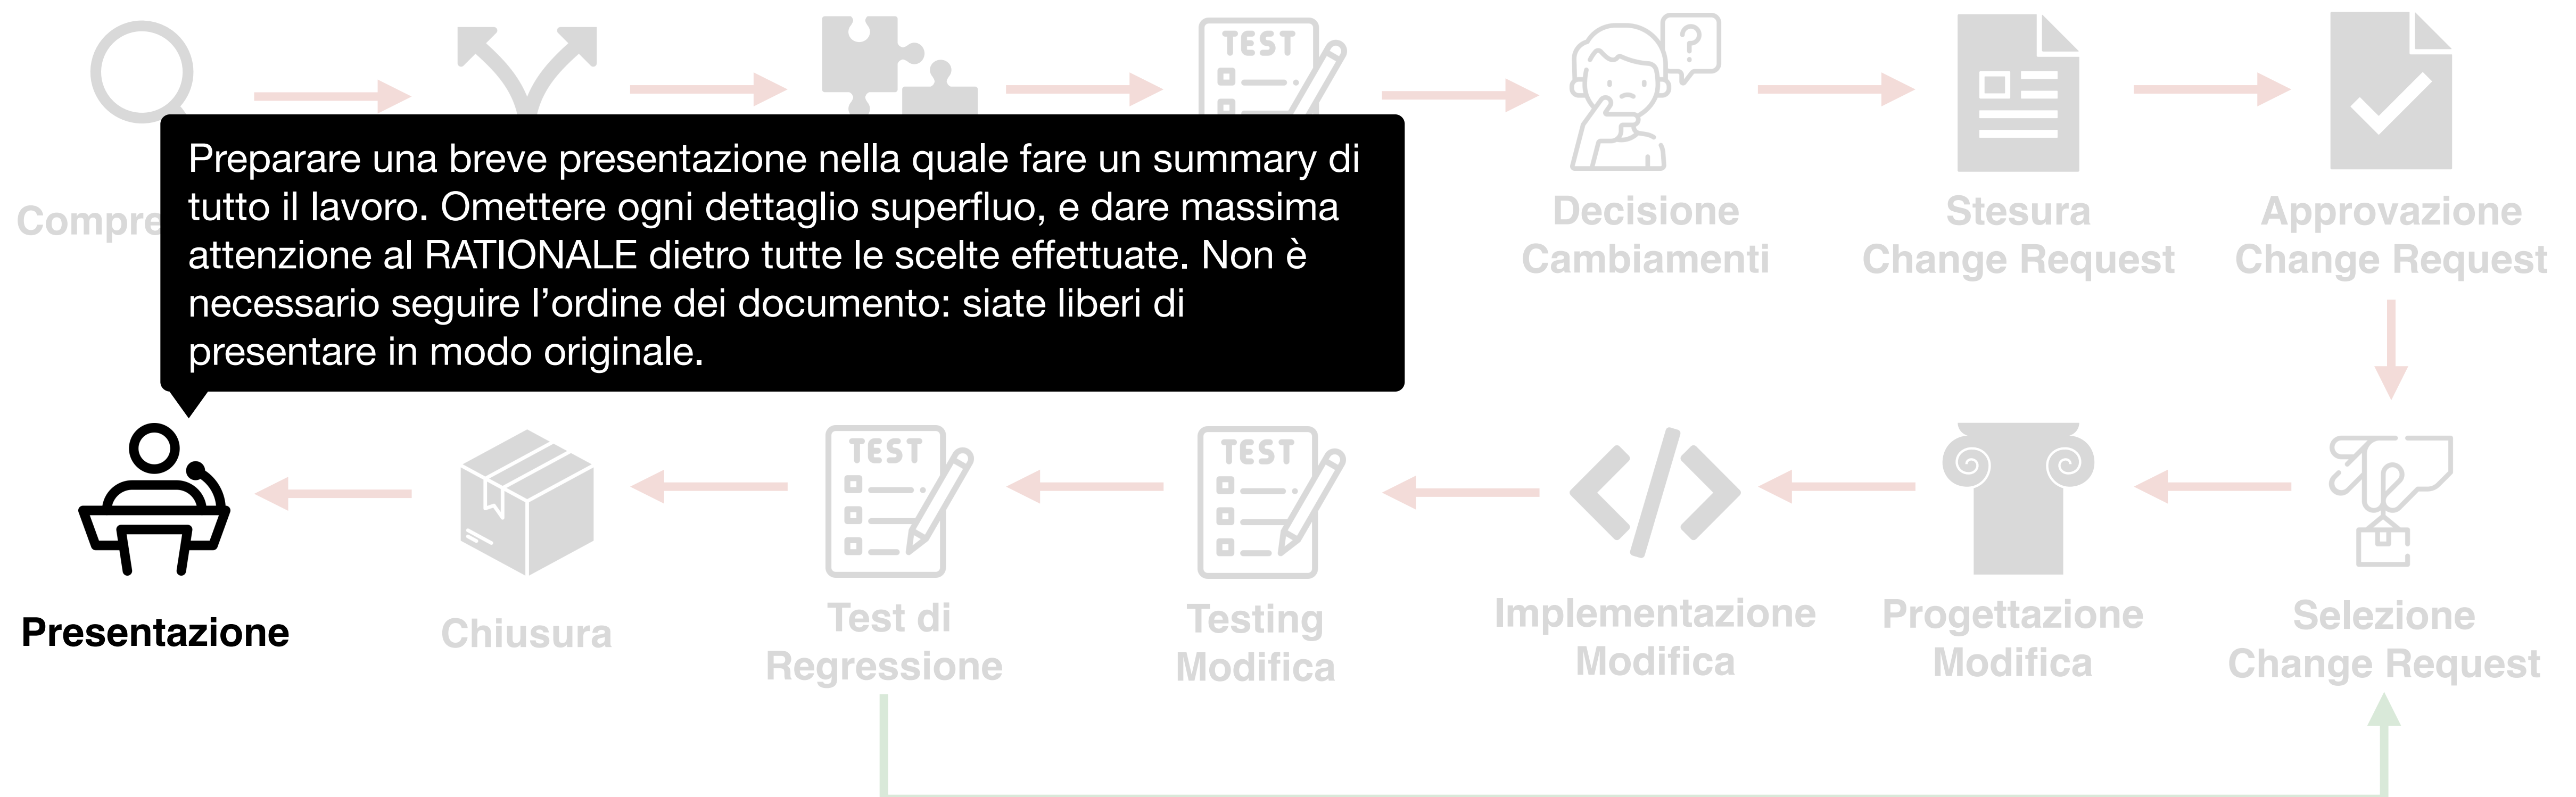 TEST
?
Preparare una breve presentazione nella quale fare un summary di
tutto il lavoro. Omettere ogni dettaglio superfluo, e dare massima
attenzione al RATIONALE dietro tutte le scelte effettuate. Non è
necessario seguire l’ordine dei documento: siate liberi di
presentare in modo originale.
Compre
Decisione
Cambiamenti
Stesura
Change Request
Approvazione
Change Request
TEST
TEST
Presentazione
Chiusura
Test di
Regressione
Testing
Modifica
Implementazione
Modifica
Progettazione
Modifica
Selezione
Change Request